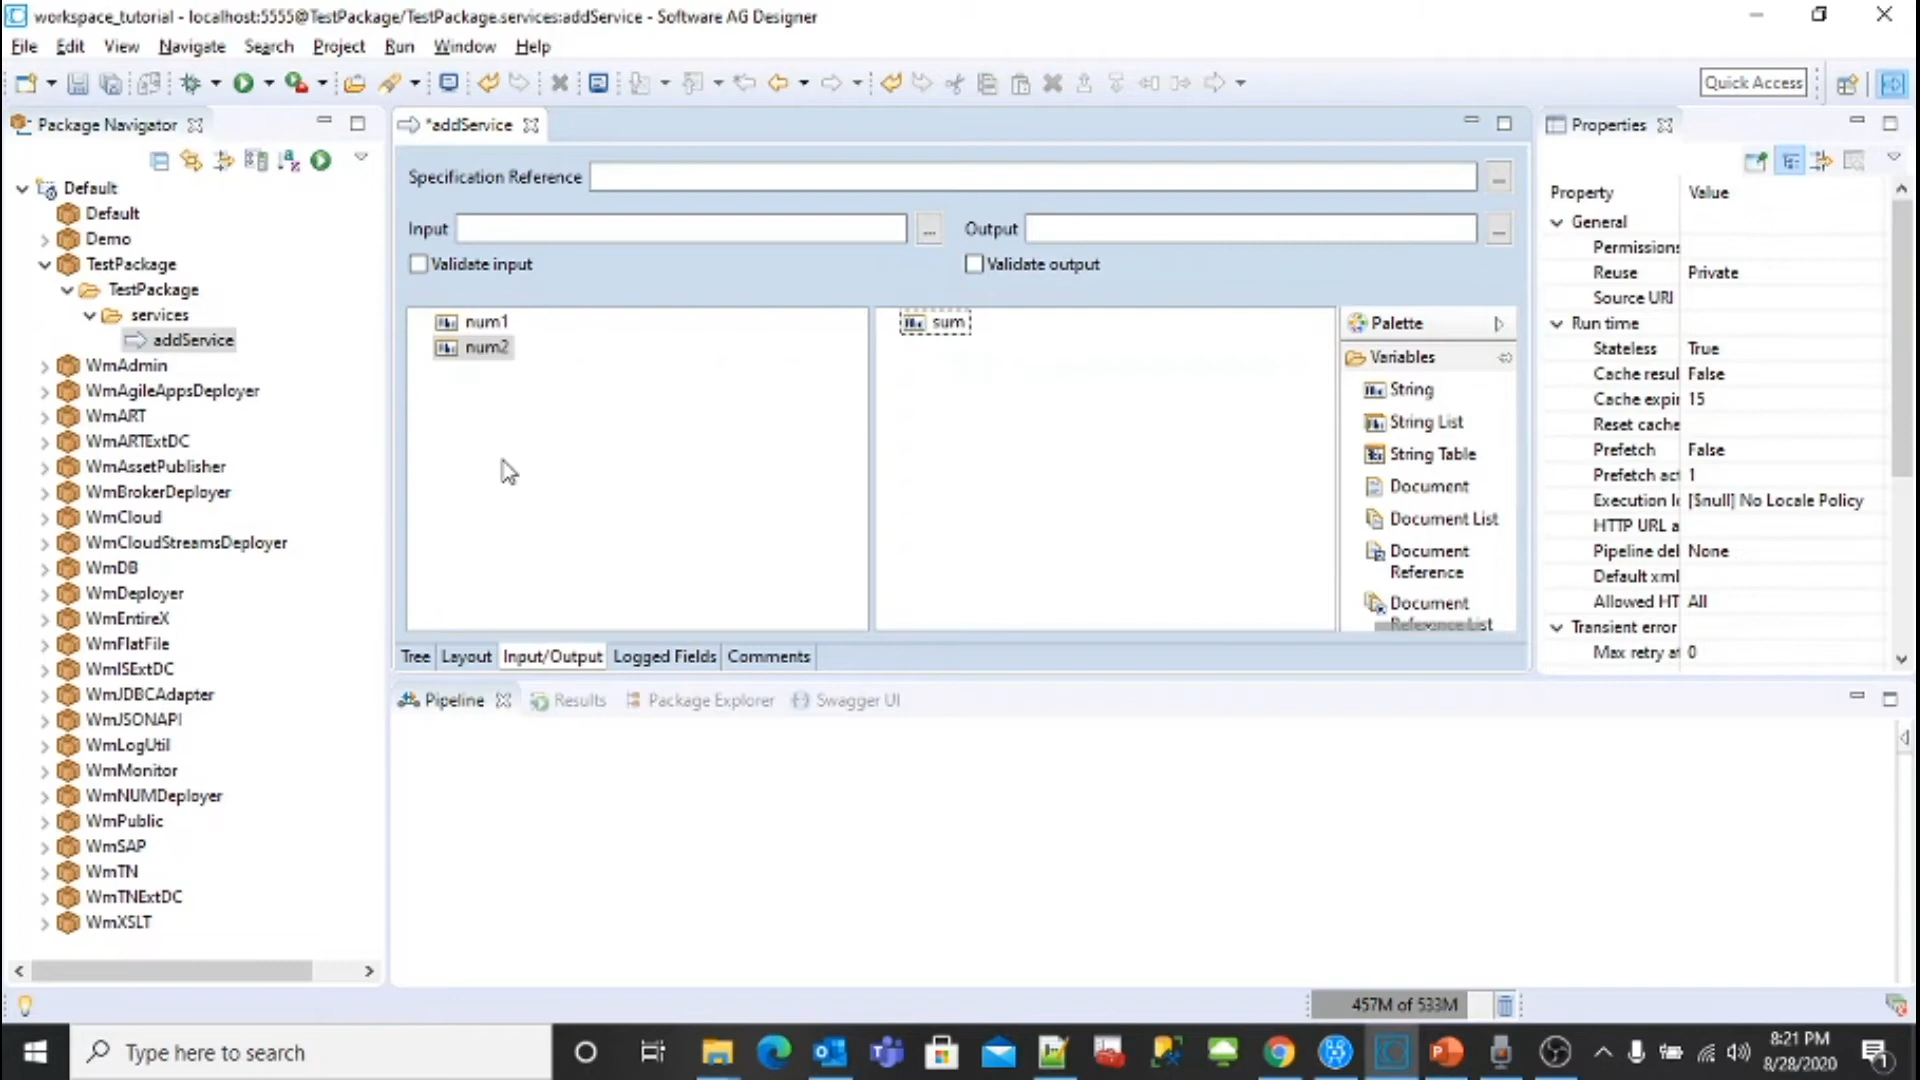 workspace_tutorial - localhost:5555@TestPackage/TestPackage.services:addService - Software AG Designer
File Edit View Navigate Search Project Run Window Help
Quick Access
Package Navigator
Default
Default
Demo
TestPackage
TestPackage
services
addService
WmAdmin
WmAgileAppsDeployer
WmART
WmARTExtDC
WmAssetPublisher
WmBrokerDeployer
WmCloud
WmCloudStreamsDeployer
WmDB
WmDeployer
WmEntireX
WmFlatFile
WmISExtDC
WmJDBCAdapter
WmJSONAPI
WmLogUtil
WmMonitor
WmNUMDeployer
WmPublic
WmSAP
WmTN
WmTNExtDC
WmXSLT
*addService
Specification Reference ...
Input ... Output ...
Validate input Validate output
num1
num2
sum
Palette
Variables
String
String List
String Table
Document
Document List
Document
Reference
Document
Reference List
Tree Layout Input/Output Logged Fields Comments
Properties
Property Value
General
Permissions
Reuse Private
Source URI
Run time
Stateless True
Cache resul False
Cache expir 15
Reset cache
Prefetch False
Prefetch act 1
Execution lo [$null] No Locale Policy
HTTP URL a
Pipeline del None
Default xml
Allowed HT All
Transient error
Max retry at 0
Pipeline Results Package Explorer Swagger UI
457M of 533M
Type here to search
8:21 PM
8/28/2020
1